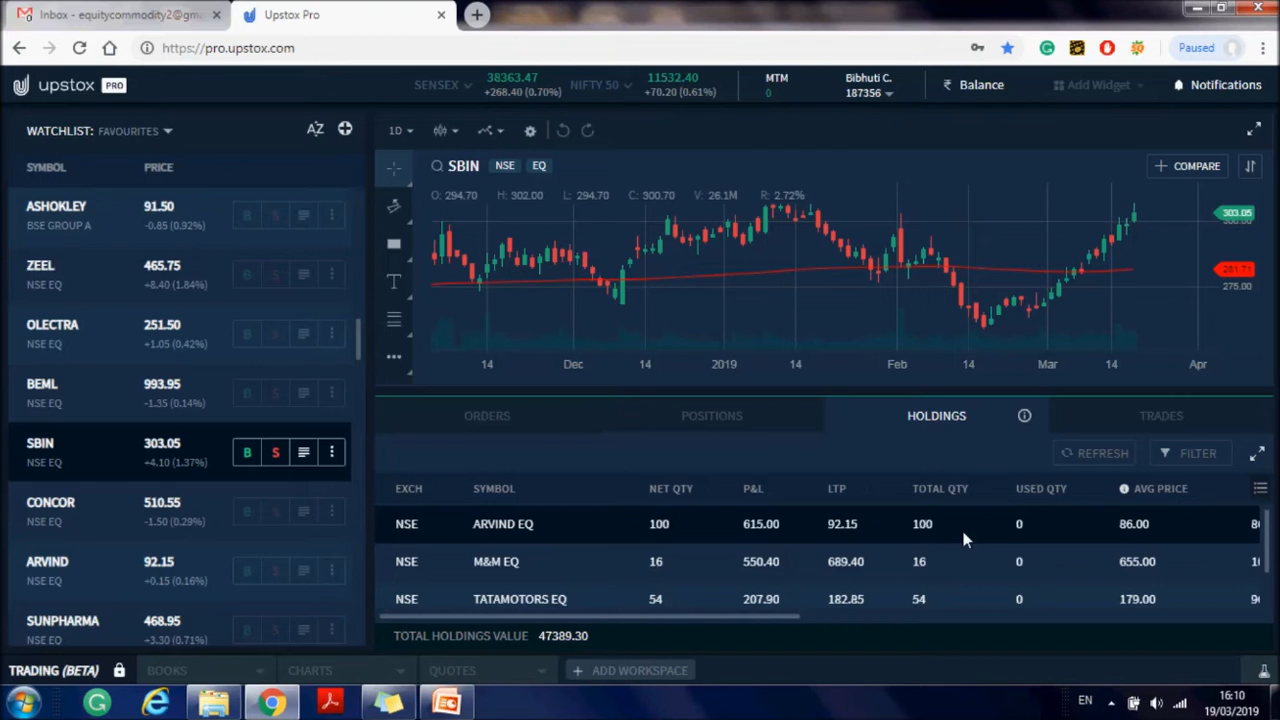 Inbox - equitycommodity2@gma
Upstox Pro
https://pro.upstox.com
Paused
upstox PRO
SENSEX
38363.47
+268.40 (0.70%)
NIFTY 50
11532.40
+70.20 (0.61%)
MTM
0
Bibhuti C.
187356
₹ Balance
Add Widget
Notifications
WATCHLIST: FAVOURITES
AZ
SYMBOL PRICE
ASHOKLEY 91.50
BSE GROUP A -0.85 (0.92%)
B S
ZEEL 465.75
NSE EQ +8.40 (1.84%)
B S
OLECTRA 251.50
NSE EQ +1.05 (0.42%)
B S
BEML 993.95
NSE EQ -1.35 (0.14%)
B S
SBIN 303.05
NSE EQ +4.10 (1.37%)
B S
CONCOR 510.55
NSE EQ -1.50 (0.29%)
B S
ARVIND 92.15
NSE EQ +0.15 (0.16%)
B S
SUNPHARMA 468.95
NSE EQ +3.30 (0.71%)
B S
1D
SBIN NSE EQ
COMPARE
O: 294.70 H: 302.00 L: 294.70 C: 300.70 V: 26.1M R: 2.72%
T
303.05
300.00
281.71
275.00
14 Dec 14 2019 14 Feb 14 Mar 14 Apr
ORDERS POSITIONS HOLDINGS TRADES
REFRESH FILTER
EXCH SYMBOL NET QTY P&L LTP TOTAL QTY USED QTY AVG PRICE
NSE ARVIND EQ 100 615.00 92.15 100 0 86.00
NSE M&M EQ 16 550.40 689.40 16 0 655.00
NSE TATAMOTORS EQ 54 207.90 182.85 54 0 179.00
TOTAL HOLDINGS VALUE 47389.30
TRADING (BETA) BOOKS CHARTS QUOTES + ADD WORKSPACE
EN
16:10
19/03/2019